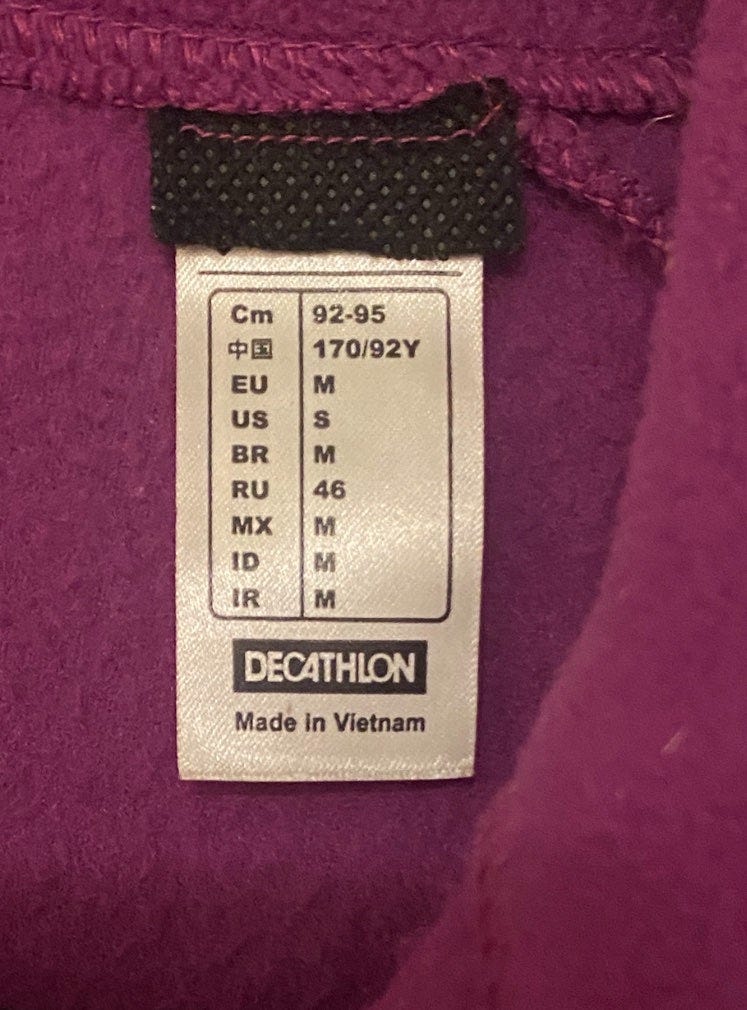 Cm 92-95
中国 170/92Y
EU M
US S
BR M
RU 46
MX M
ID M
IR M
DECATHLON
Made in Vietnam